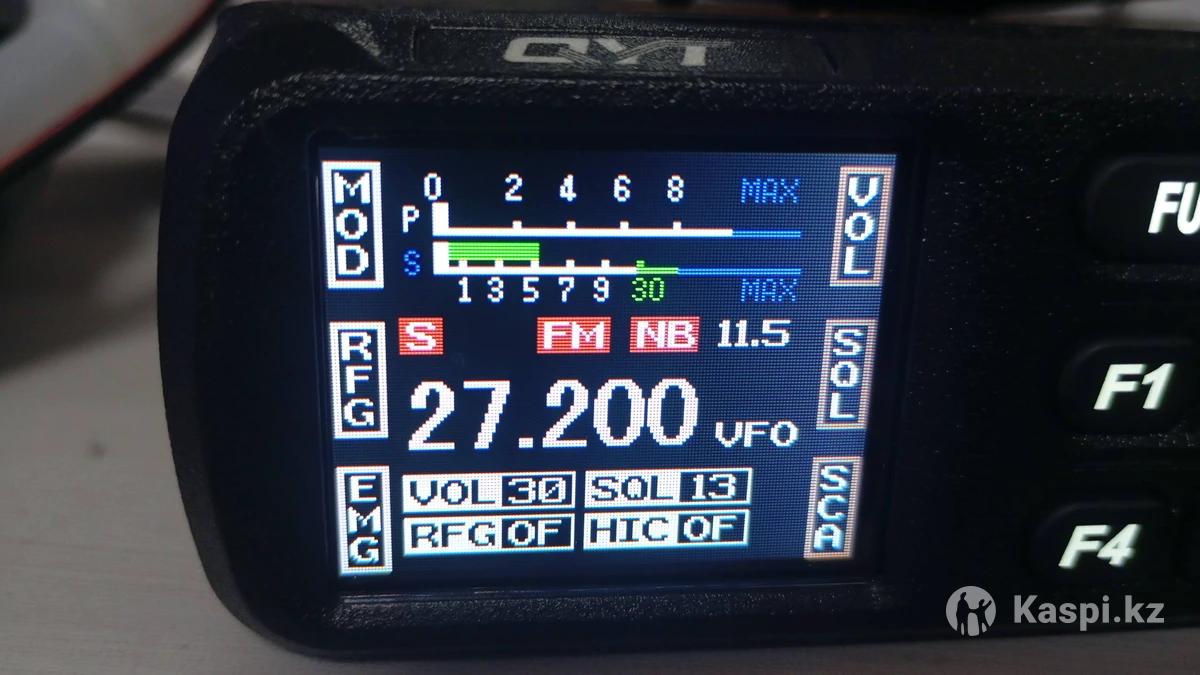 QYT
MOD
0 2 4 6 8 MAX
P
S
1 3 5 7 9 30 MAX
VOL
FU
RFG
S FM NB 11.5
SQL
27.200 VFO
F1
EMG
VOL 30 SQL 13
RFG OF HIC OF
SCA
F4
Kaspi.kz